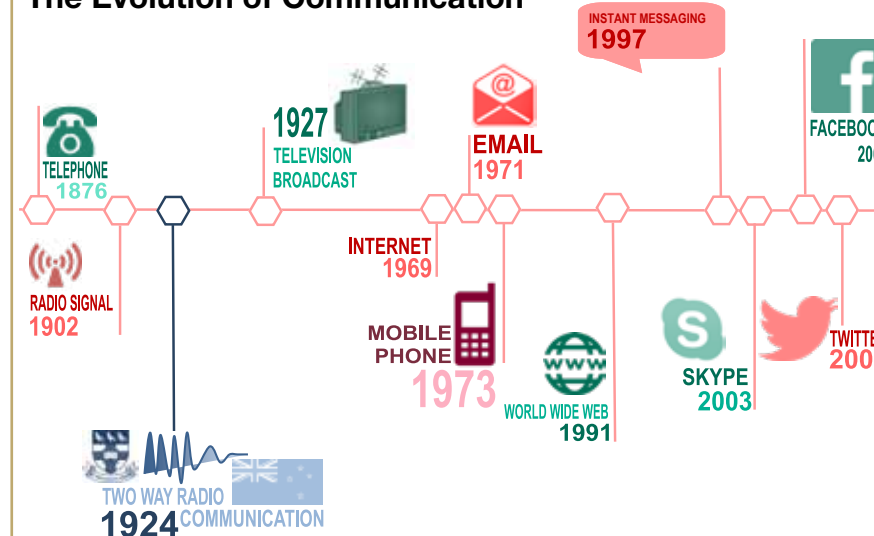 The Evolution of Communication
INSTANT MESSAGING
1997
TELEPHONE
1876
1927
TELEVISION
BROADCAST
EMAIL
1971
RADIO SIGNAL
1902
INTERNET
1969
MOBILE
PHONE
1973
WORLD WIDE WEB
1991
www
SKYPE
2003
S
f
@
TWO WAY RADIO
1924 COMMUNICATION